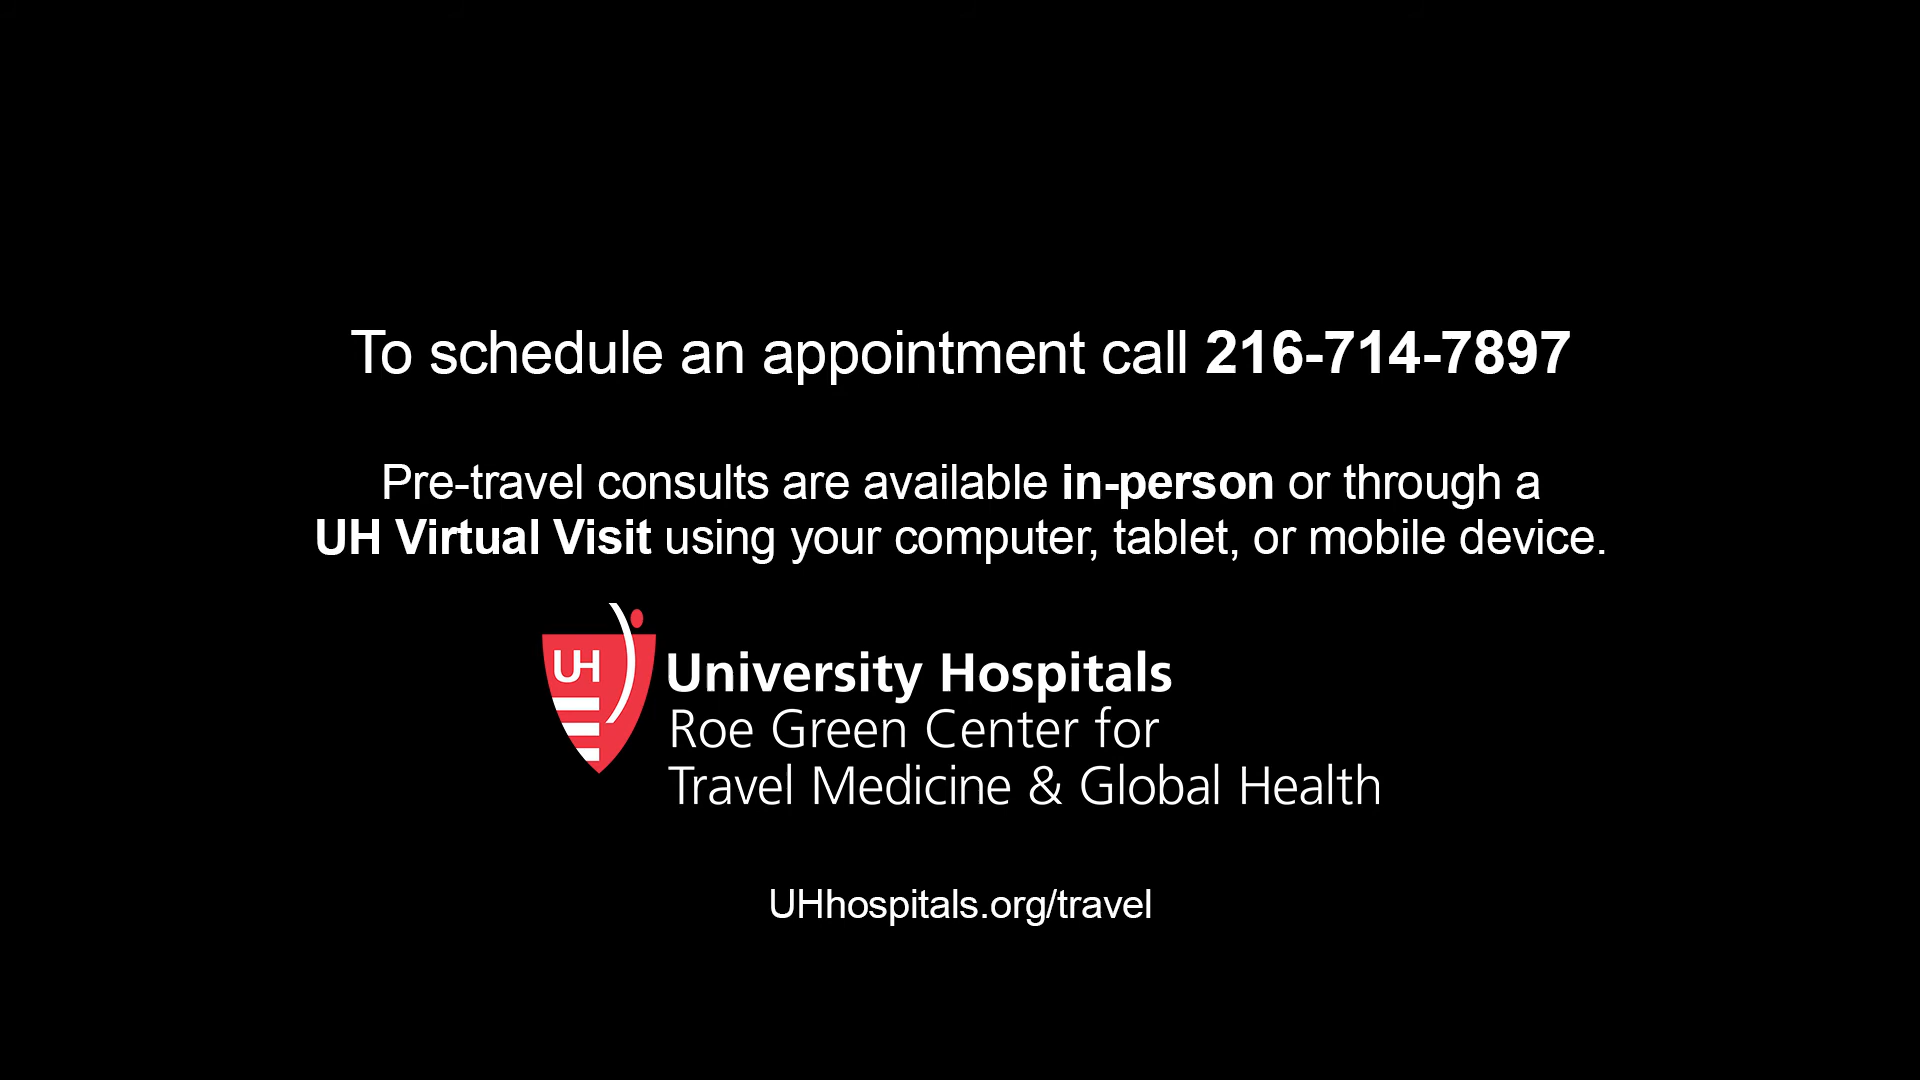 To schedule an appointment call 216-714-7897
Pre-travel consults are available in-person or through a
UH Virtual Visit using your computer, tablet, or mobile device.
UH
University Hospitals
Roe Green Center for
Travel Medicine & Global Health
UHhospitals.org/travel